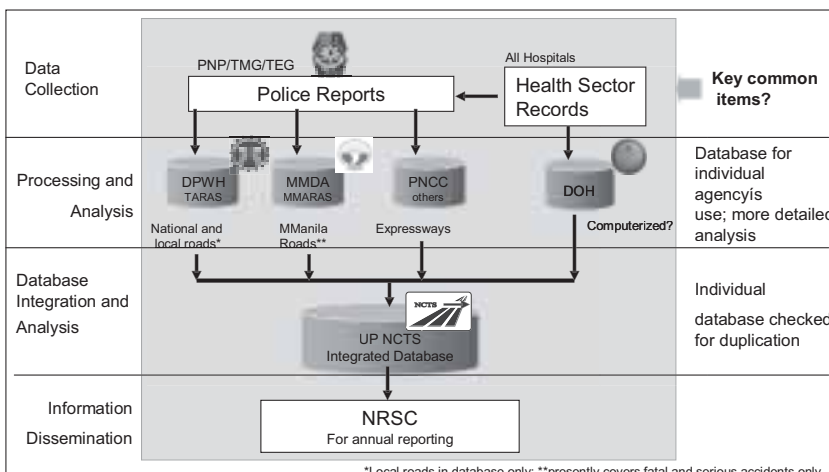 Data
Collection
PNP/TMG/TEG
Police Reports
All Hospitals
Health Sector
Records
Key common
items?
Processing and
Analysis
DPWH
TARAS
MMDA
MMARAS
PNCC
others
DOH
National and
local roads*
MManila
Roads**
Expressways
Computerized?
Database for
individual
agencyís
use; more detailed
analysis
Database
Integration and
Analysis
NCTS
UP NCTS
Integrated Database
Individual
database checked
for duplication
Information
Dissemination
NRSC
For annual reporting
*Local roads in database only; **presently covers fatal and serious accidents only